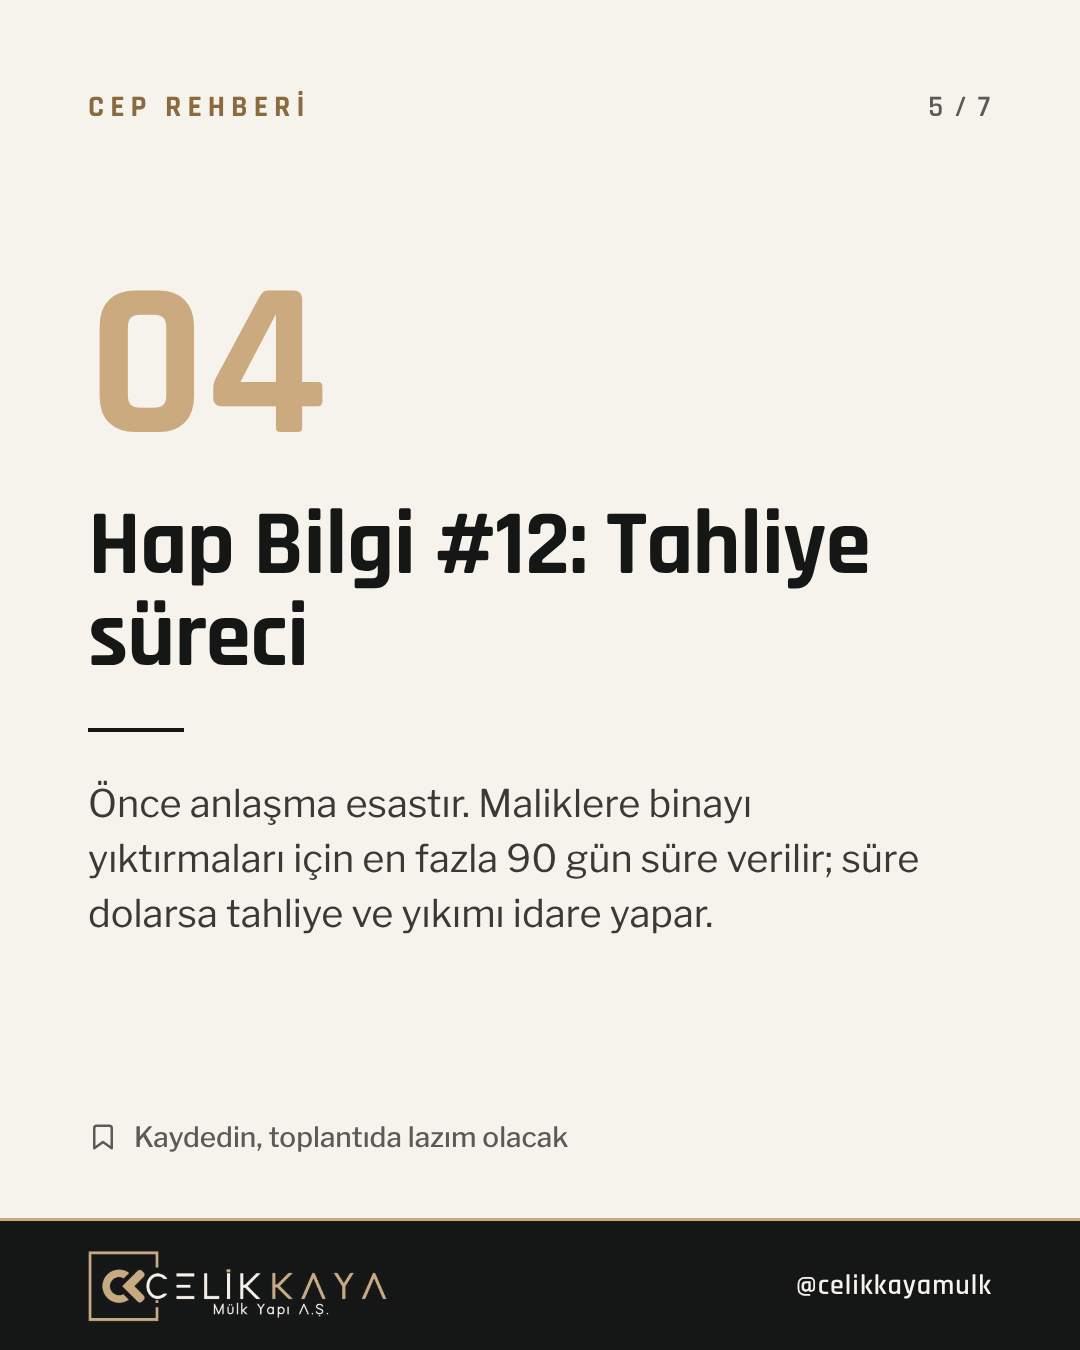 CEP REHBERİ
5 / 7
04
Hap Bilgi #12: Tahliye
süreci
Önce anlaşma esastır. Maliklere binayı
yıktırmaları için en fazla 90 gün süre verilir; süre
dolarsa tahliye ve yıkımı idare yapar.
Kaydedin, toplantıda lazım olacak
ÇELİKKAYA
Mülk Yapı A.Ş.
@celikkayamulk